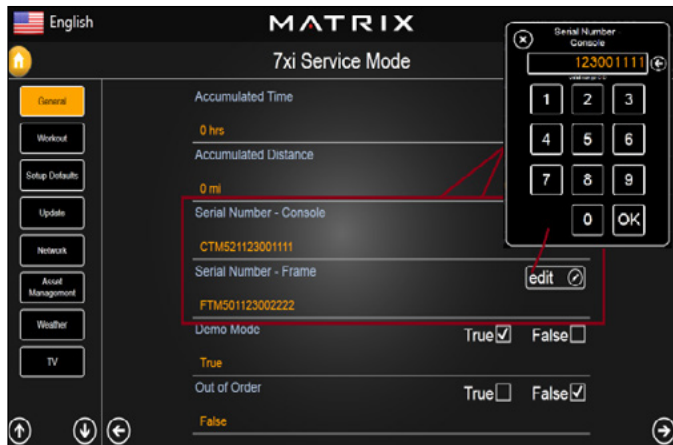 English
MATRIX
7xi Service Mode
General
Workout
Setup Defaults
Update
Network
Asset
Management
Weather
TV
Accumulated Time
0 hrs
Accumulated Distance
0 mi
Serial Number - Console
CTM521123001111
Serial Number - Frame
edit
FTM501123002222
Demo Mode
True False
True
Out of Order
True False
False
Serial Number -
Console
123001111
1 2 3
4 5 6
7 8 9
0 OK